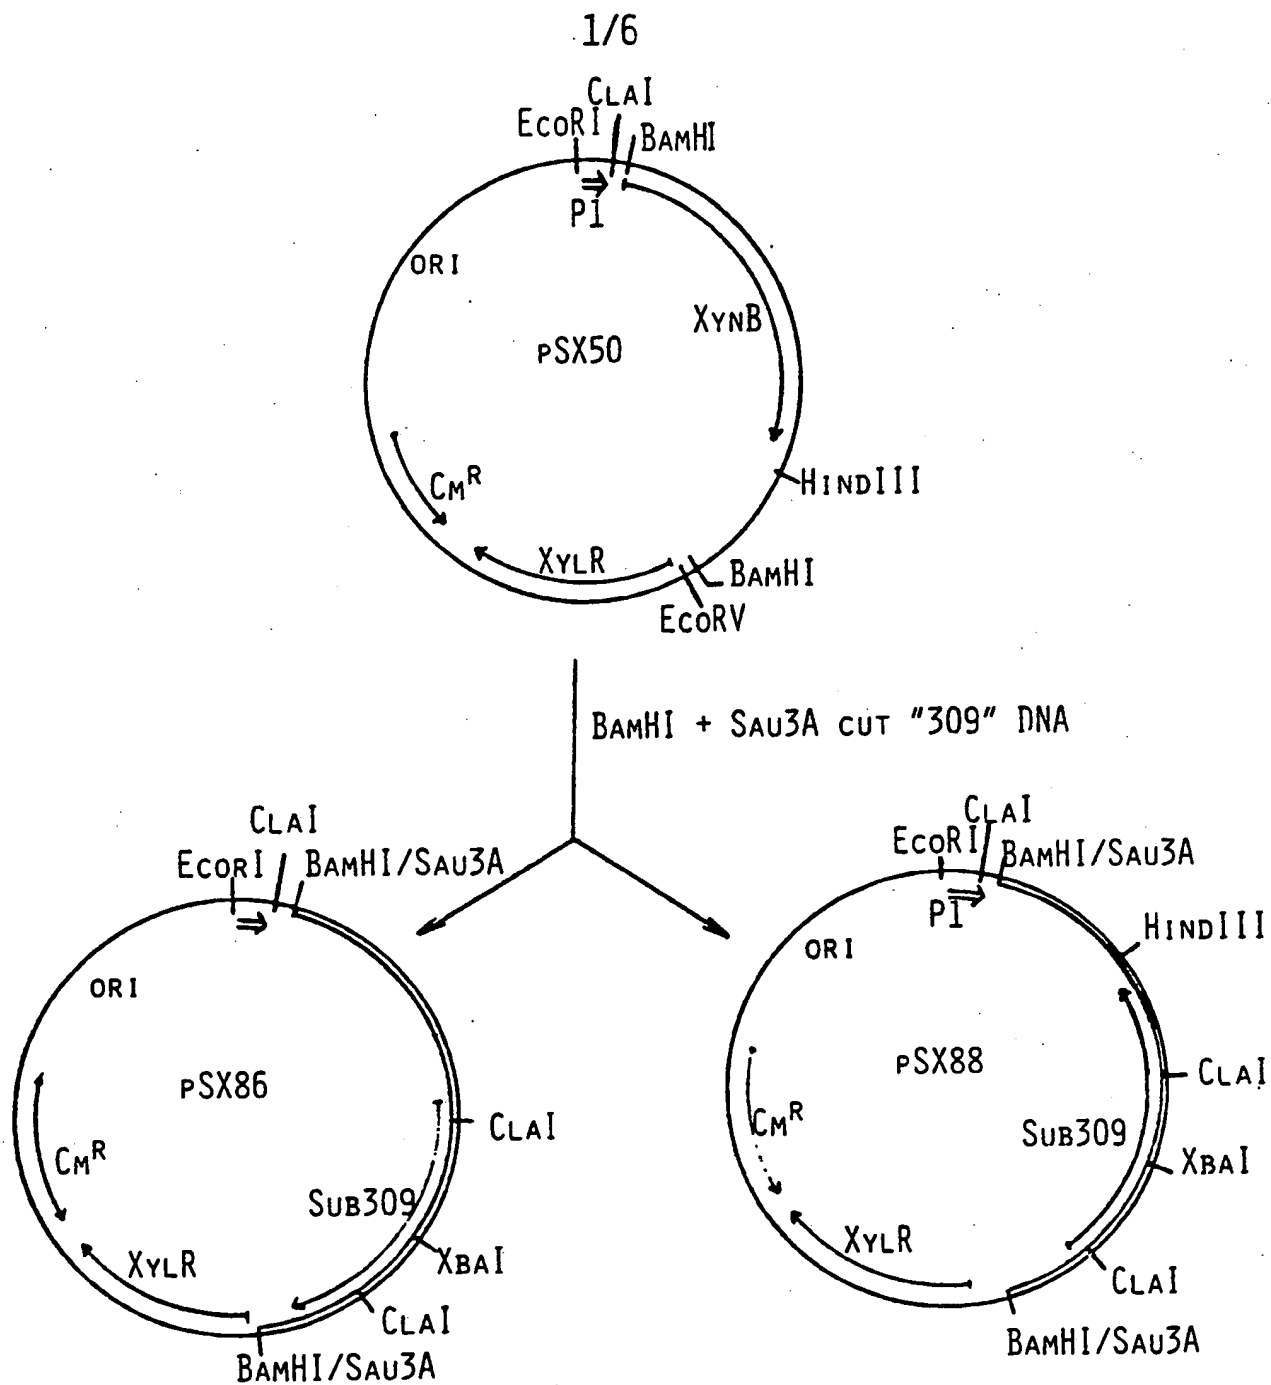 1/6
ClaI
EcoRI
BamHI
P1
ORI
XynB
pSX50
CmR
HindIII
XylR
BamHI
EcoRV
BamHI + Sau3A cut "309" DNA
ClaI
EcorI
BamHI/Sau3A
ORI
pSX86
ClaI
CmR
Sub309
XbaI
XylR
ClaI
BamHI/Sau3A
ClaI
EcoRI
BamHI/Sau3A
P1
HindIII
ORI
pSX88
ClaI
CmR
Sub309
XbaI
XylR
ClaI
BamHI/Sau3A